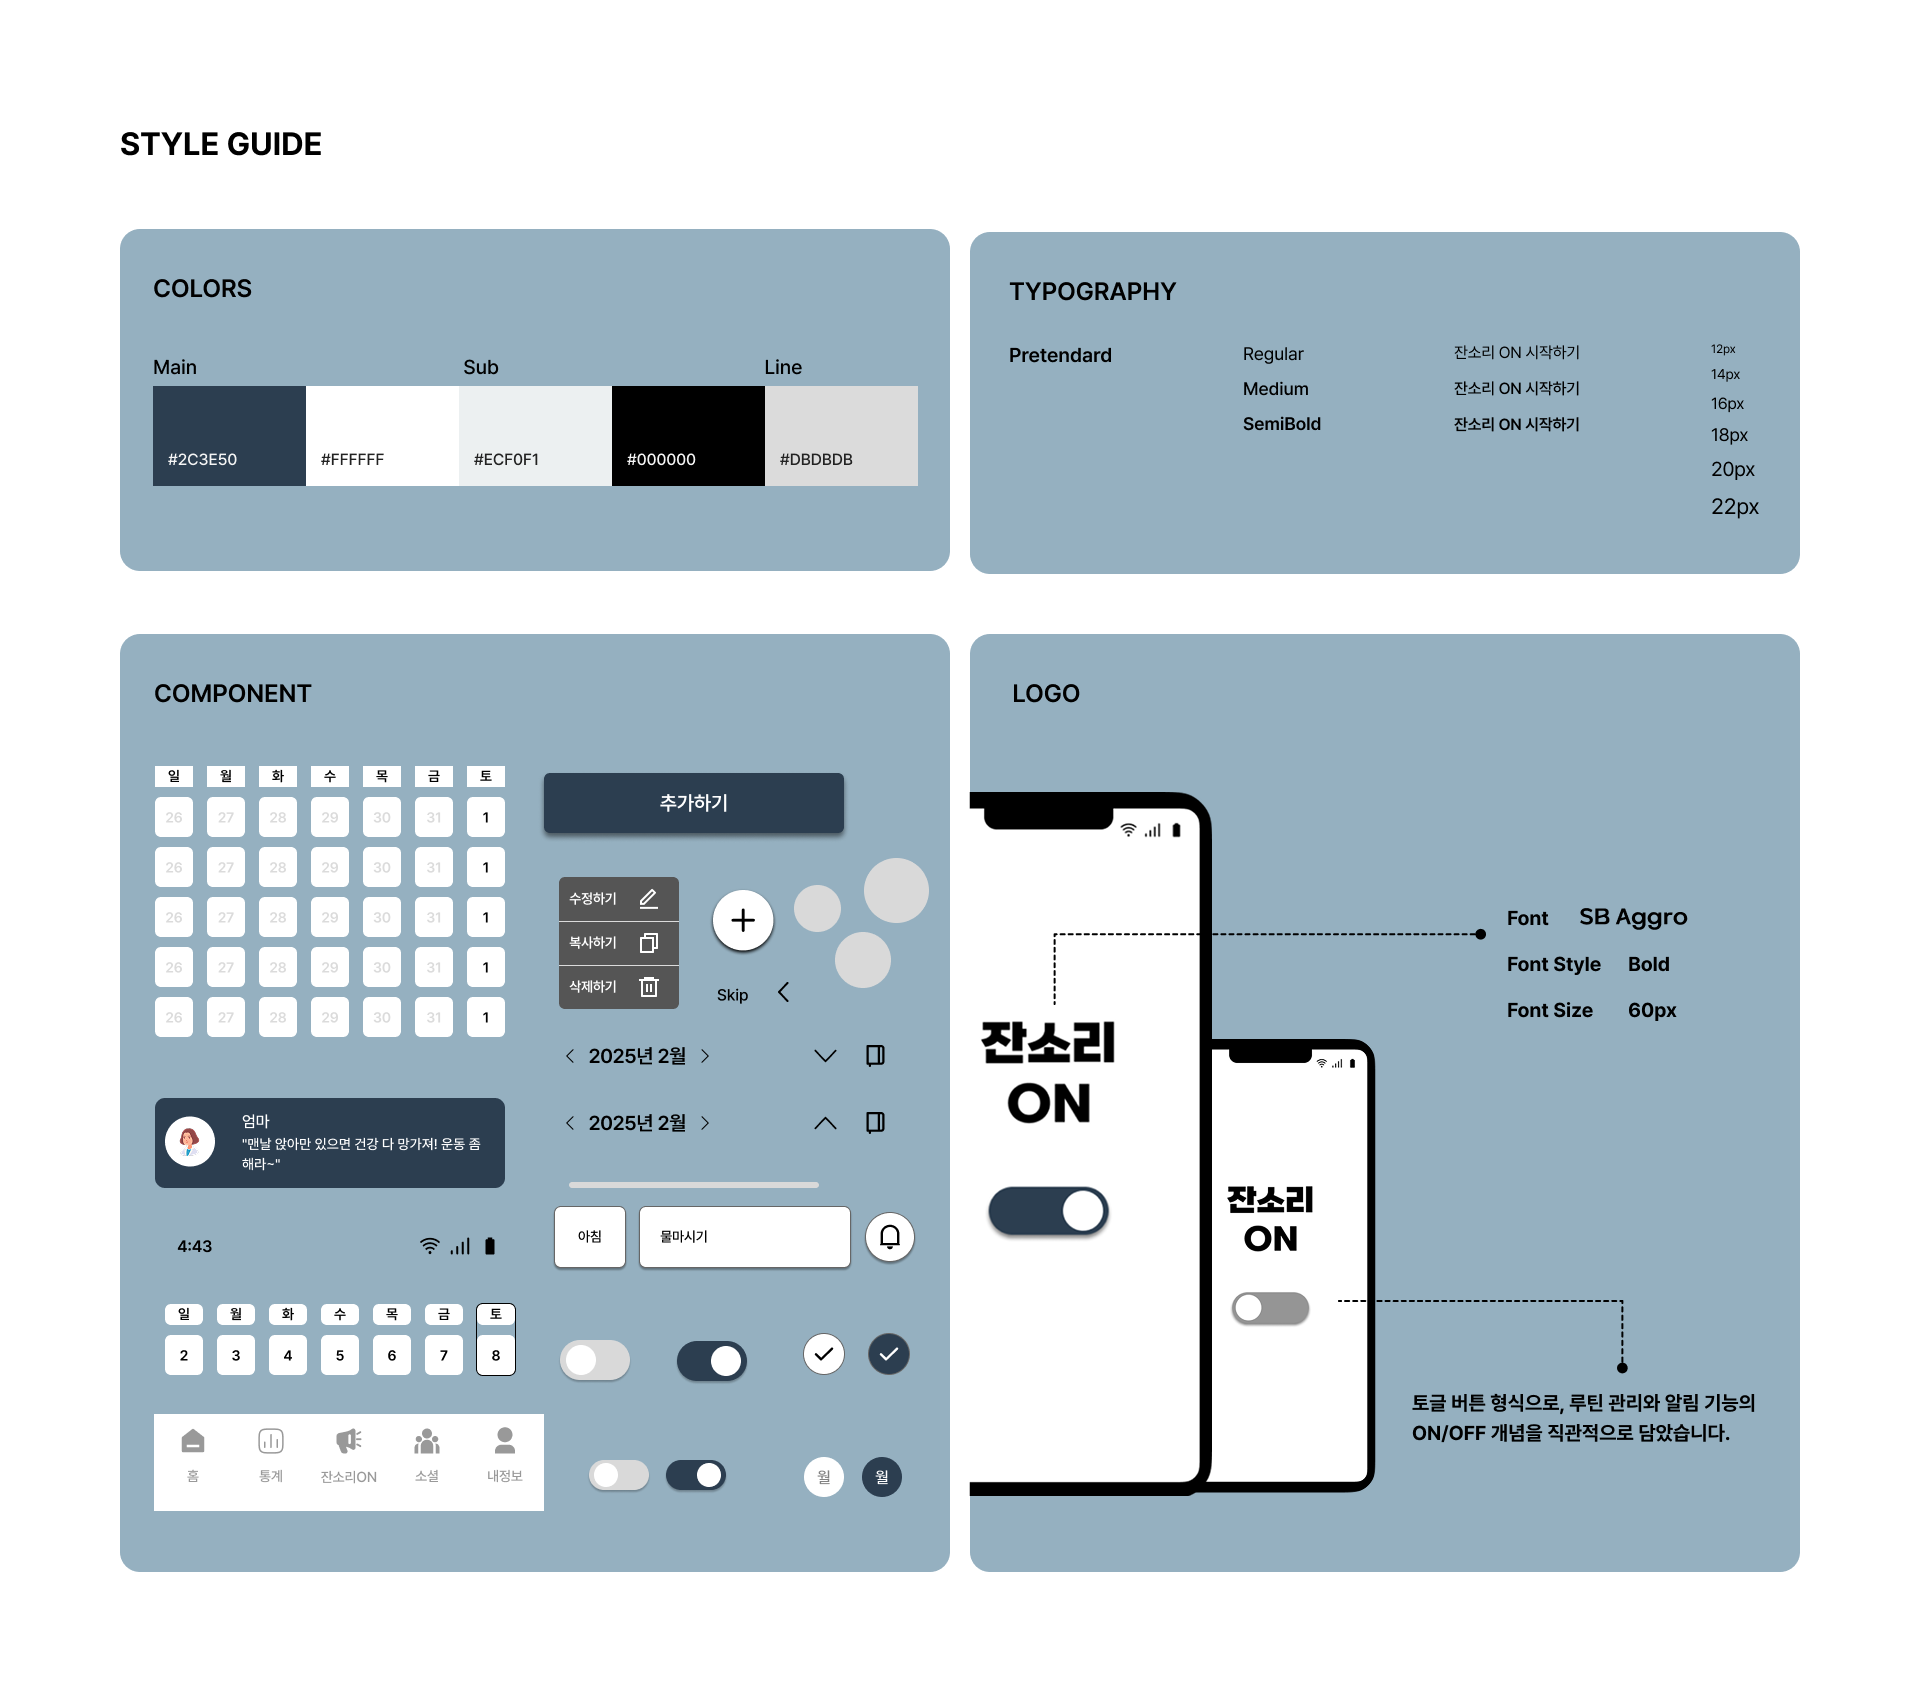 STYLE GUIDE
COLORS
Main Sub Line
#2C3E50 #FFFFFF #ECF0F1 #000000 #DBDBDB
TYPOGRAPHY
Pretendard
Regular
Medium
SemiBold
잔소리 ON 시작하기
잔소리 ON 시작하기
잔소리 ON 시작하기
12px
14px
16px
18px
20px
22px
COMPONENT
일 월 화 수 목 금 토
26 27 28 29 30 31 1
26 27 28 29 30 31 1
26 27 28 29 30 31 1
26 27 28 29 30 31 1
26 27 28 29 30 31 1
엄마
"맨날 앉아만 있으면 건강 다 망가져! 운동 좀
해라~"
4:43
일 월 화 수 목 금 토
2 3 4 5 6 7 8
홈 통계 잔소리ON 소셜 내정보
추가하기
수정하기
복사하기
삭제하기
Skip
2025년 2월
2025년 2월
아침 물마시기
월 월
LOGO
잔소리
ON
잔소리
ON
Font SB Aggro
Font Style Bold
Font Size 60px
토글 버튼 형식으로, 루틴 관리와 알림 기능의
ON/OFF 개념을 직관적으로 담았습니다.